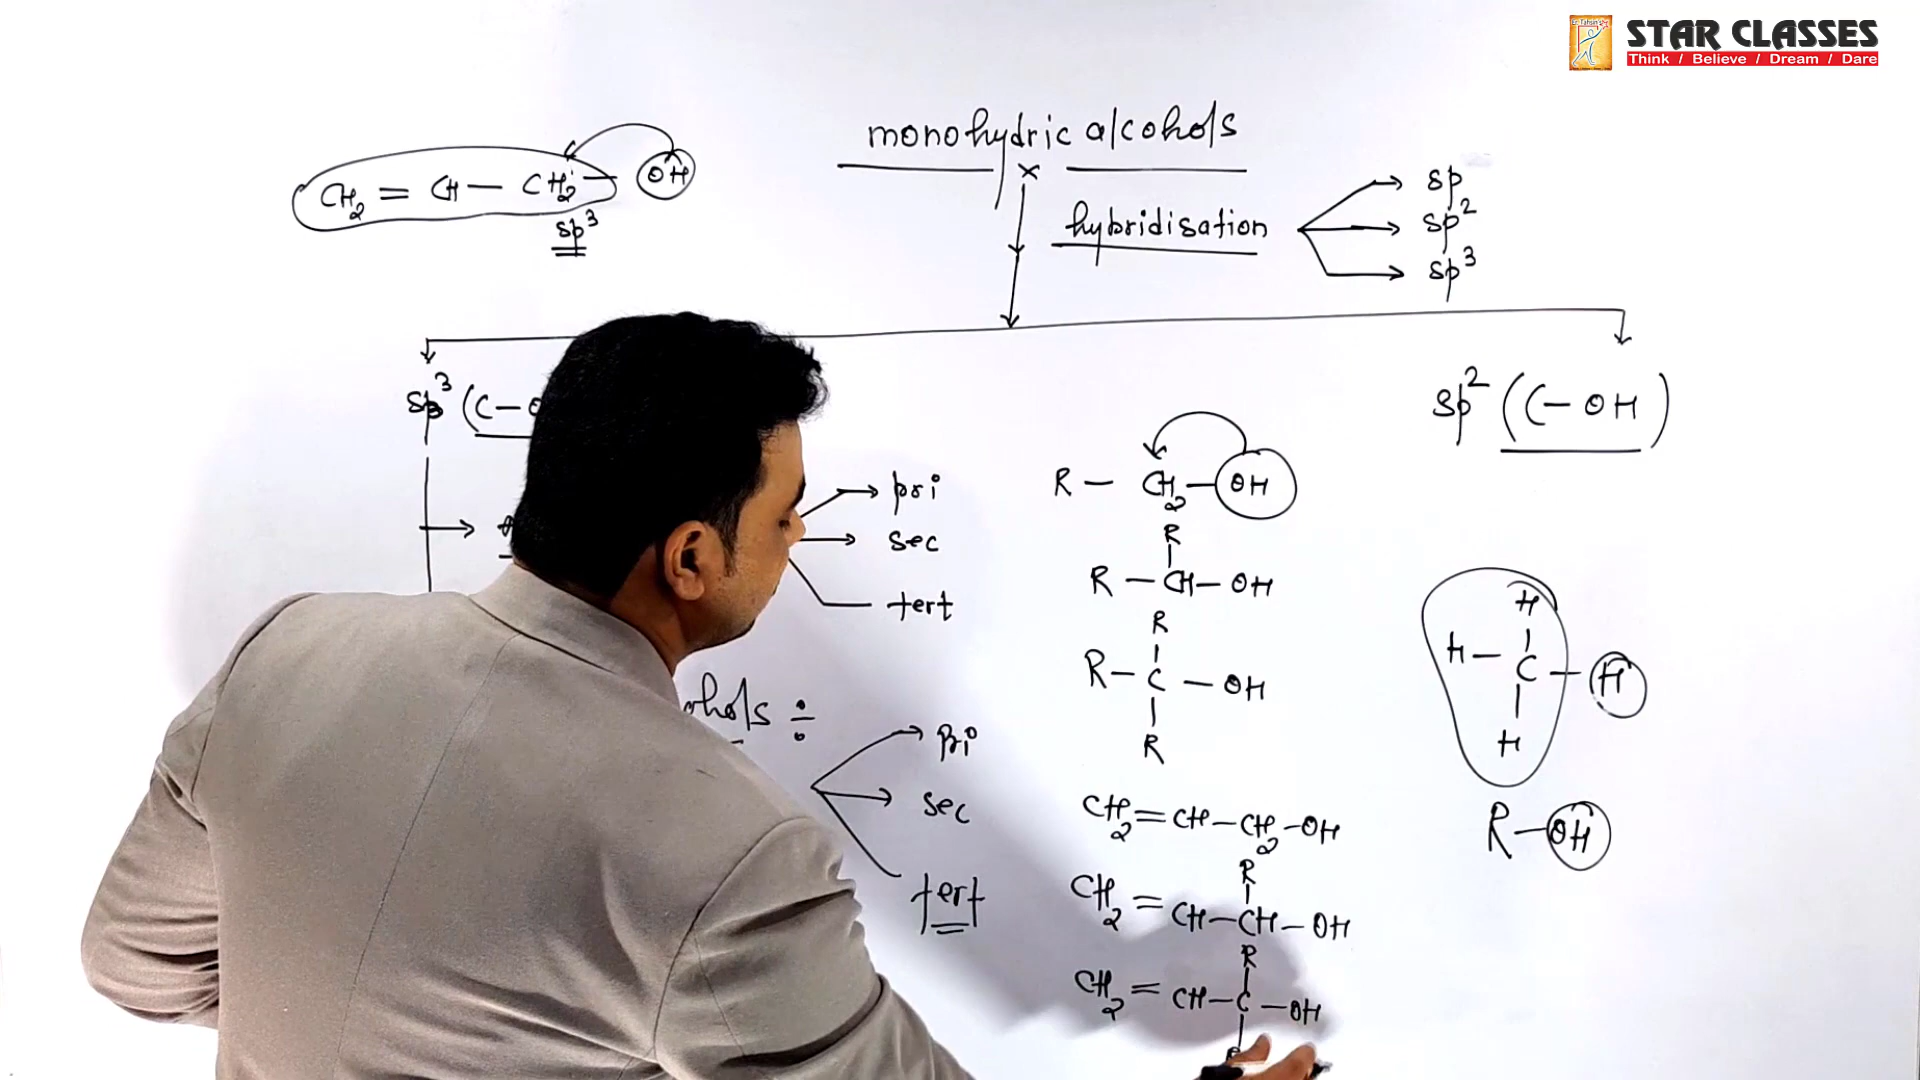 STAR CLASSES
Think / Believe / Dream / Dare
monohydric alcohols
CH2 = CH — CH2 — OH
sp3
hybridisation
sp
sp2
sp3
sp3 (C — O
sp2 (C — OH)
R — CH2 — OH
pri
sec
tert
R
R — CH — OH
R
R — C — OH
R
H
H — C — H
H
ohols ÷
pri
sec
tert
CH2 = CH — CH2 — OH
R — OH
R
CH2 = CH — CH — OH
R
CH2 = CH — C — OH